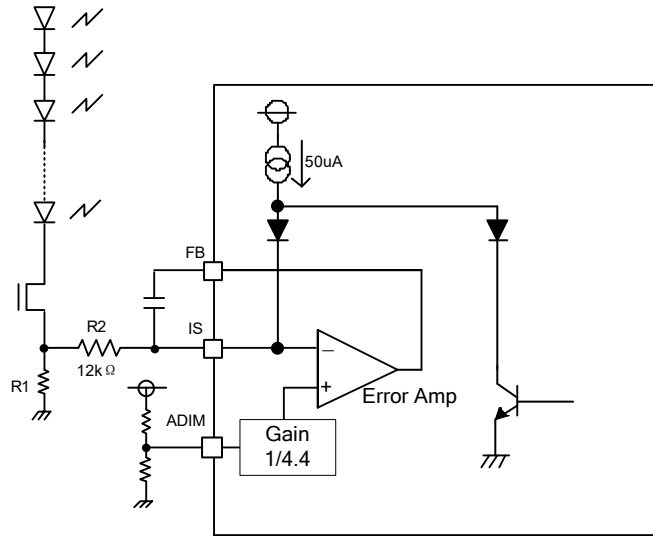 50uA
FB
R2
IS
12kΩ
R1
Error Amp
ADIM
Gain
1/4.4